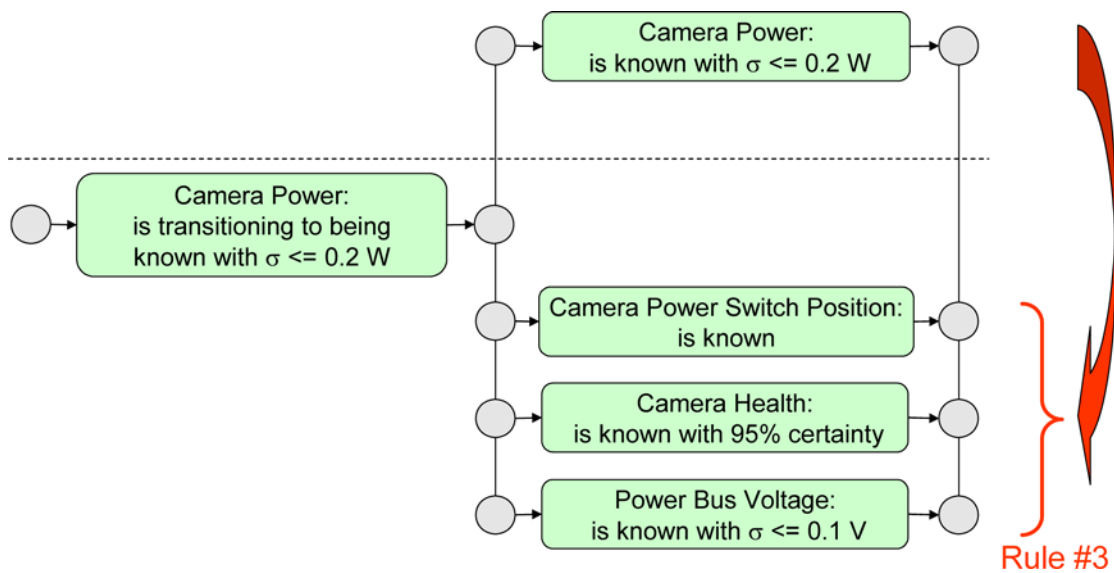 Camera Power:
is known with σ <= 0.2 W
Camera Power:
is transitioning to being
known with σ <= 0.2 W
Camera Power Switch Position:
is known
Camera Health:
is known with 95% certainty
Power Bus Voltage:
is known with σ <= 0.1 V
Rule #3